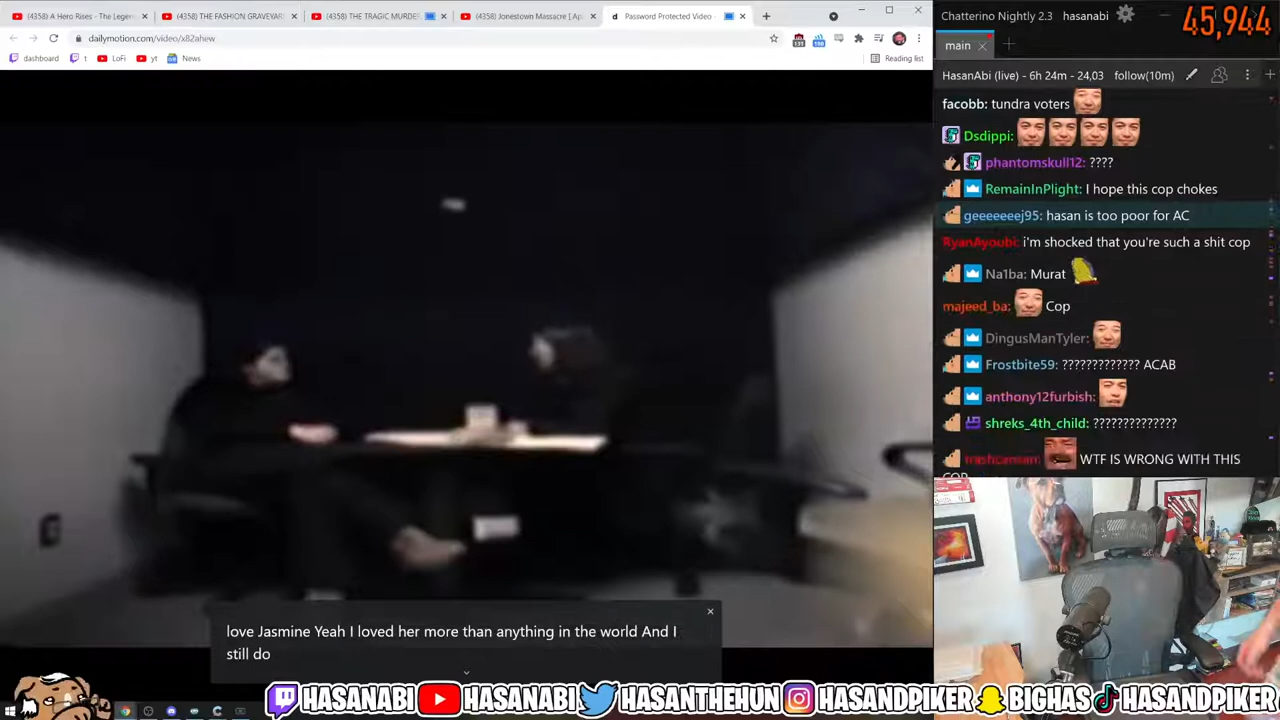 (4358) A Hero Rises - The Legen
(4358) THE FASHION GRAVEYAR
(4358) THE TRAGIC MURDER
(4358) Jonestown Massacre [Ap
Password Protected Video -
Chatterino Nightly 2.3
hasanabi
45,944
dailymotion.com/video/x82ahew
131
198
main
dashboard
t
LoFi
yt
News
Reading list
HasanAbi (live) - 6h 24m - 24,03
follow(10m)
facobb: tundra voters
Dsdippi:
phantomskull12: ????
RemainInPlight: I hope this cop chokes
geeeeeeej95: hasan is too poor for AC
RyanAyoubi: i'm shocked that you're such a shit cop
Na1ba: Murat
majeed_ba: Cop
DingusManTyler:
Frostbite59: ????????????? ACAB
anthony12furbish:
shreks_4th_child: ??????????????
WTF IS WRONG WITH THIS
love Jasmine Yeah I loved her more than anything in the world And I
still do
HASANABI HASANABI HASANTHEHUN HASANDPIKER BIGHAS HASANDPIKER